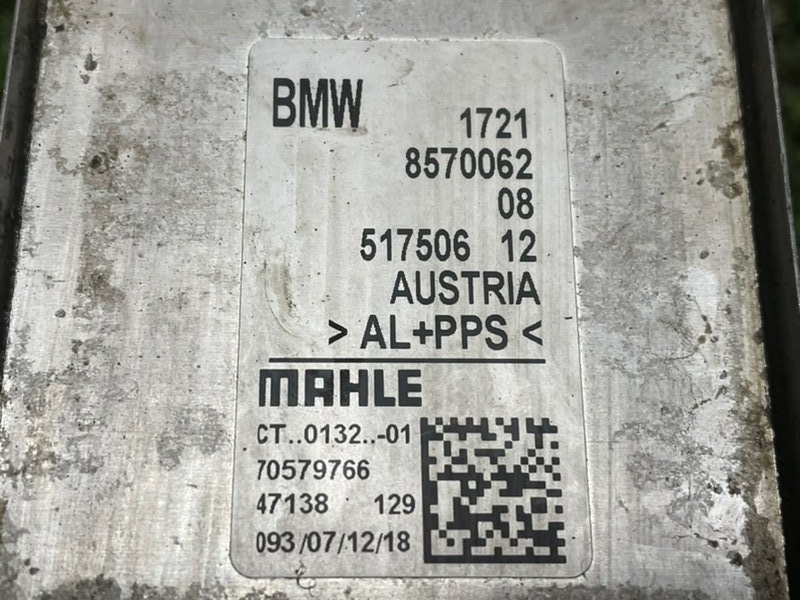 BMW 1721
8570062
08
517506 12
AUSTRIA
> AL+PPS <
MAHLE
CT..0132..-01
70579766
47138 129
093/07/12/18